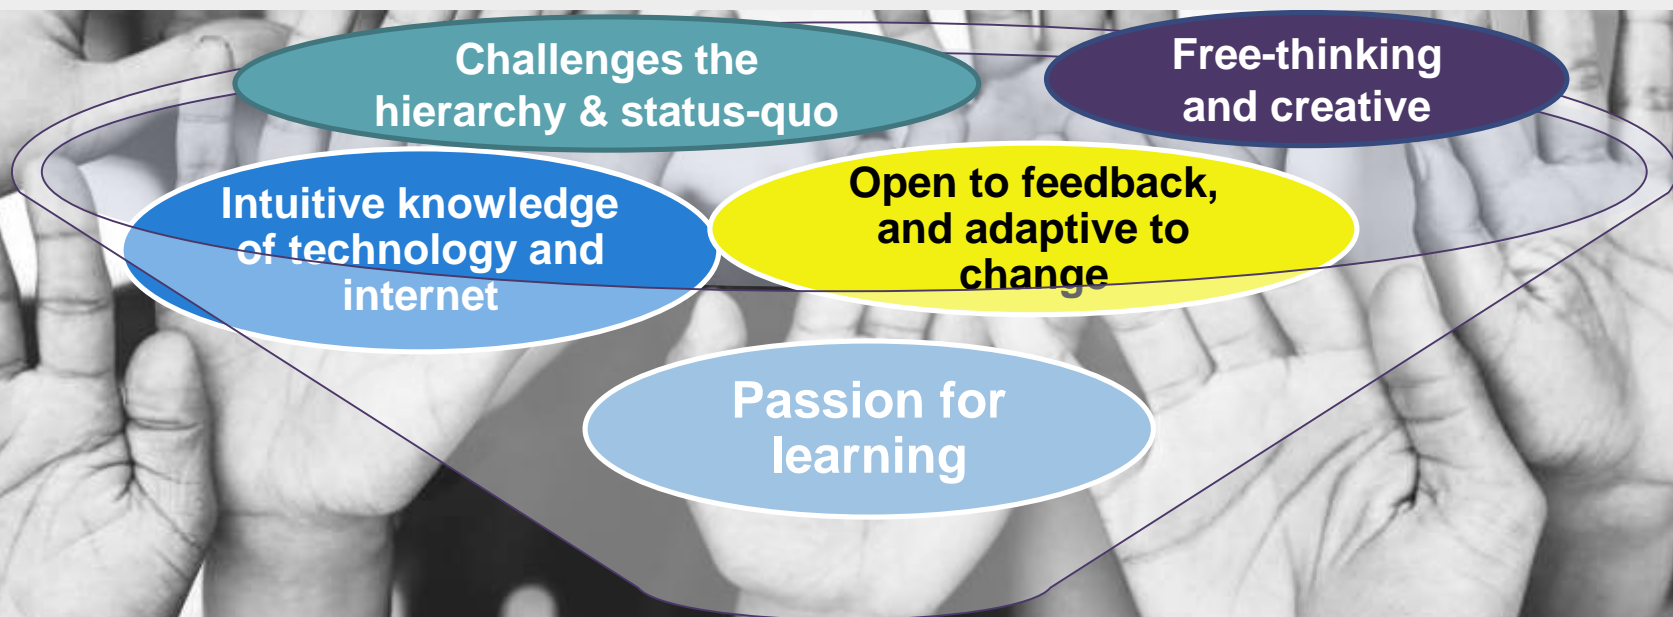 Challenges the
hierarchy & status-quo
Free-thinking
and creative
Intuitive knowledge
of technology and
internet
Open to feedback,
and adaptive to
change
Passion for
learning